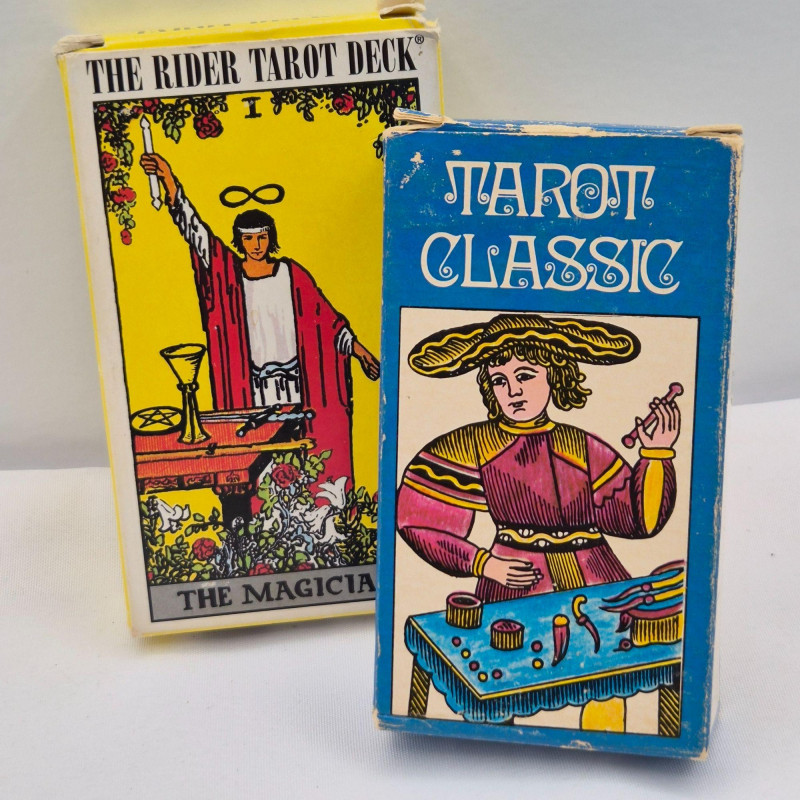 THE RIDER TAROT DECK®
I
THE MAGICIA
TAROT
CLASSIC